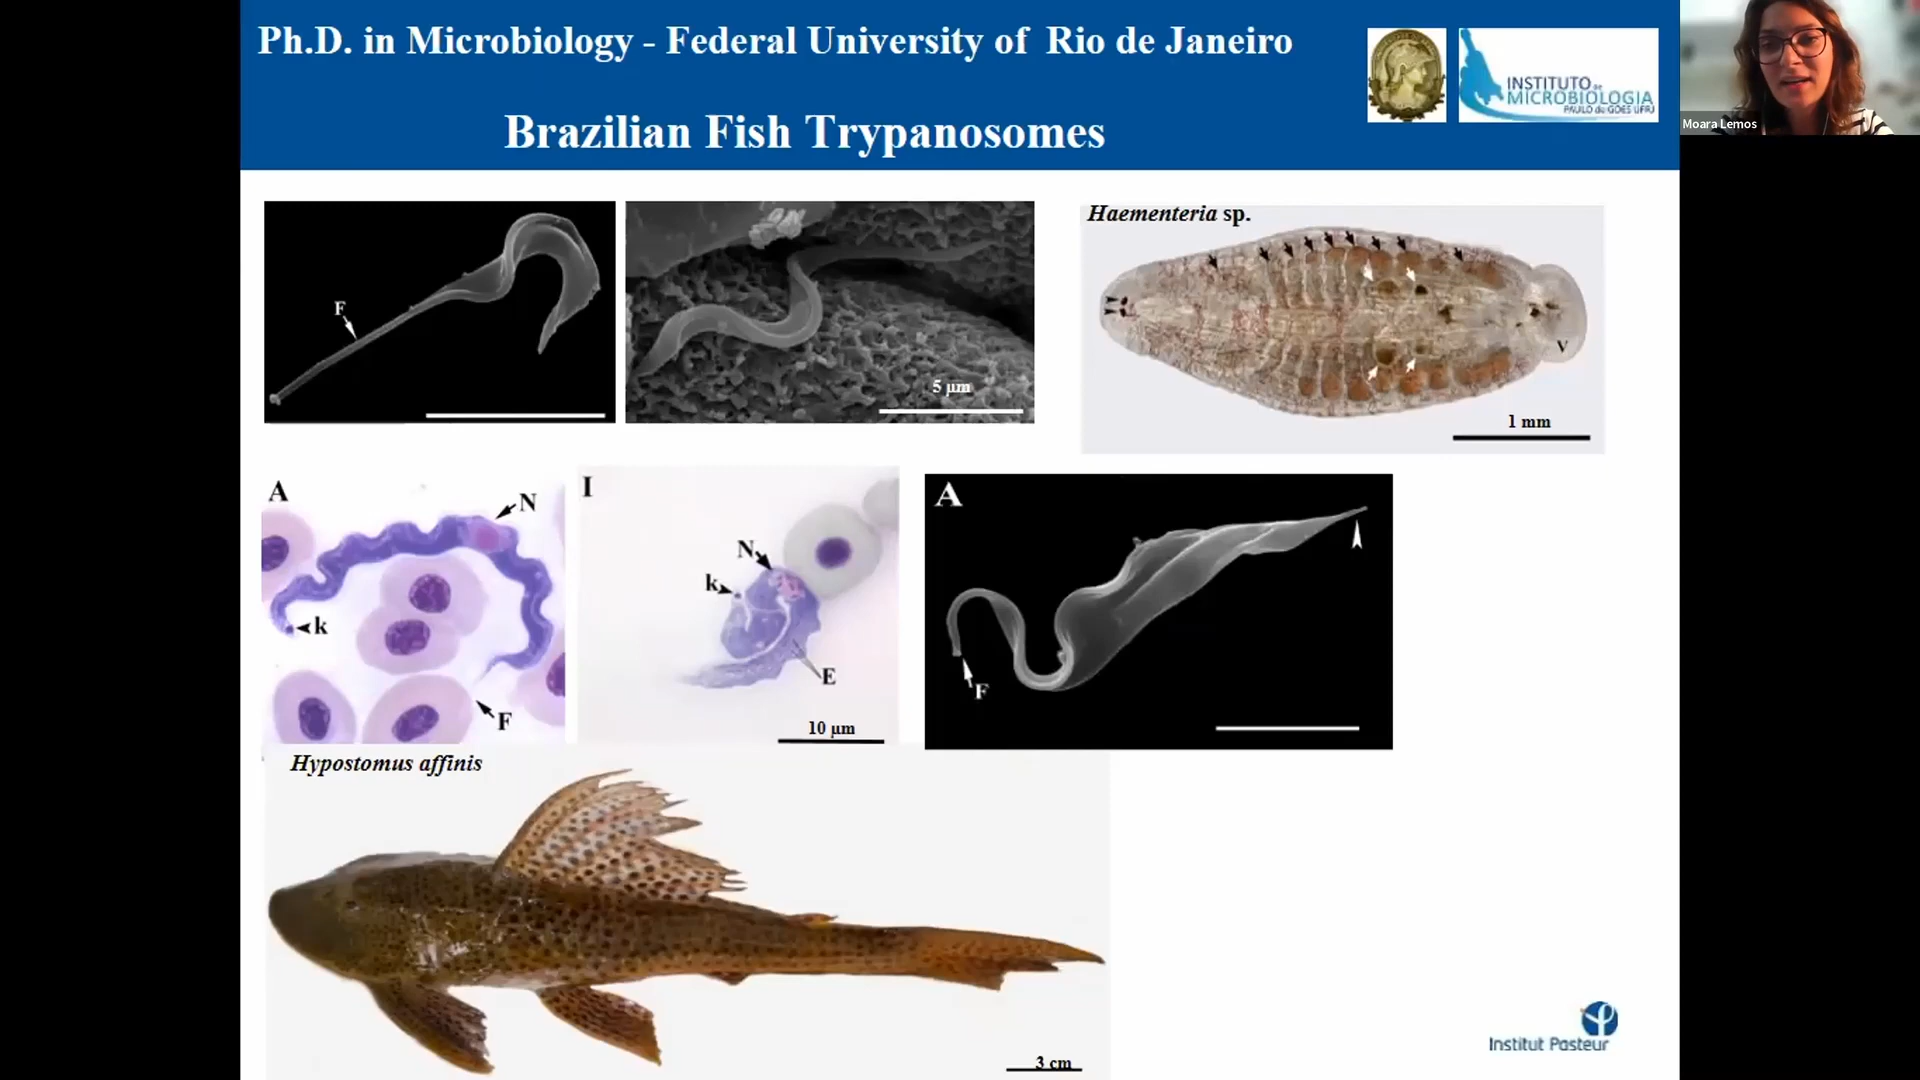 Ph.D. in Microbiology - Federal University of Rio de Janeiro
Brazilian Fish Trypanosomes
INSTITUTO de
MICROBIOLOGIA
PAULO de GÓES UFRJ
Moara Lemos
F
5 µm
Haementeria sp.
V
1 mm
A
N
k
F
I
N
k
E
10 µm
A
F
Hypostomus affinis
3 cm
Institut Pasteur